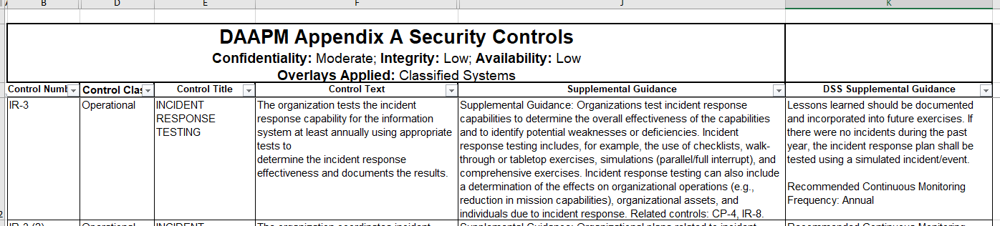 B D E F J K
DAAPM Appendix A Security Controls
Confidentiality: Moderate; Integrity: Low; Availability: Low
Overlays Applied: Classified Systems
Control Numb Control Clas Control Title Control Text Supplemental Guidance DSS Supplemental Guidance
IR-3
Operational
INCIDENT
RESPONSE
TESTING
The organization tests the incident
response capability for the information
system at least annually using appropriate
tests to
determine the incident response
effectiveness and documents the results.
Supplemental Guidance: Organizations test incident response
capabilities to determine the overall effectiveness of the capabilities
and to identify potential weaknesses or deficiencies. Incident
response testing includes, for example, the use of checklists, walk-
through or tabletop exercises, simulations (parallel/full interrupt), and
comprehensive exercises. Incident response testing can also include
a determination of the effects on organizational operations (e.g.,
reduction in mission capabilities), organizational assets, and
individuals due to incident response. Related controls: CP-4, IR-8.
Lessons learned should be documented
and incorporated into future exercises. If
there were no incidents during the past
year, the incident response plan shall be
tested using a simulated incident/event.
Recommended Continuous Monitoring
Frequency: Annual
2
IR-3 (2) Operational INCIDENT The organization coordinates incident Supplemental Guidance: Organizational plans related to incident Recommended Continuous Monitoring